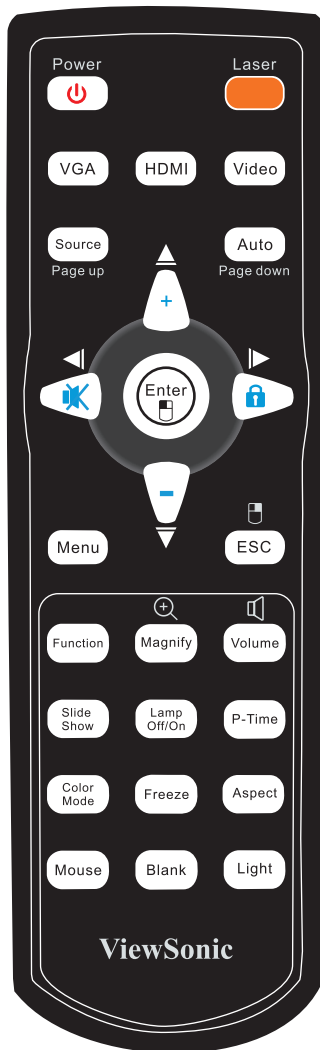 Power Laser
VGA HDMI Video
Source Auto
Page up Page down
+
Enter
-
Menu ESC
Function Magnify Volume
Slide Show Lamp Off/On P-Time
Color Mode Freeze Aspect
Mouse Blank Light
ViewSonic